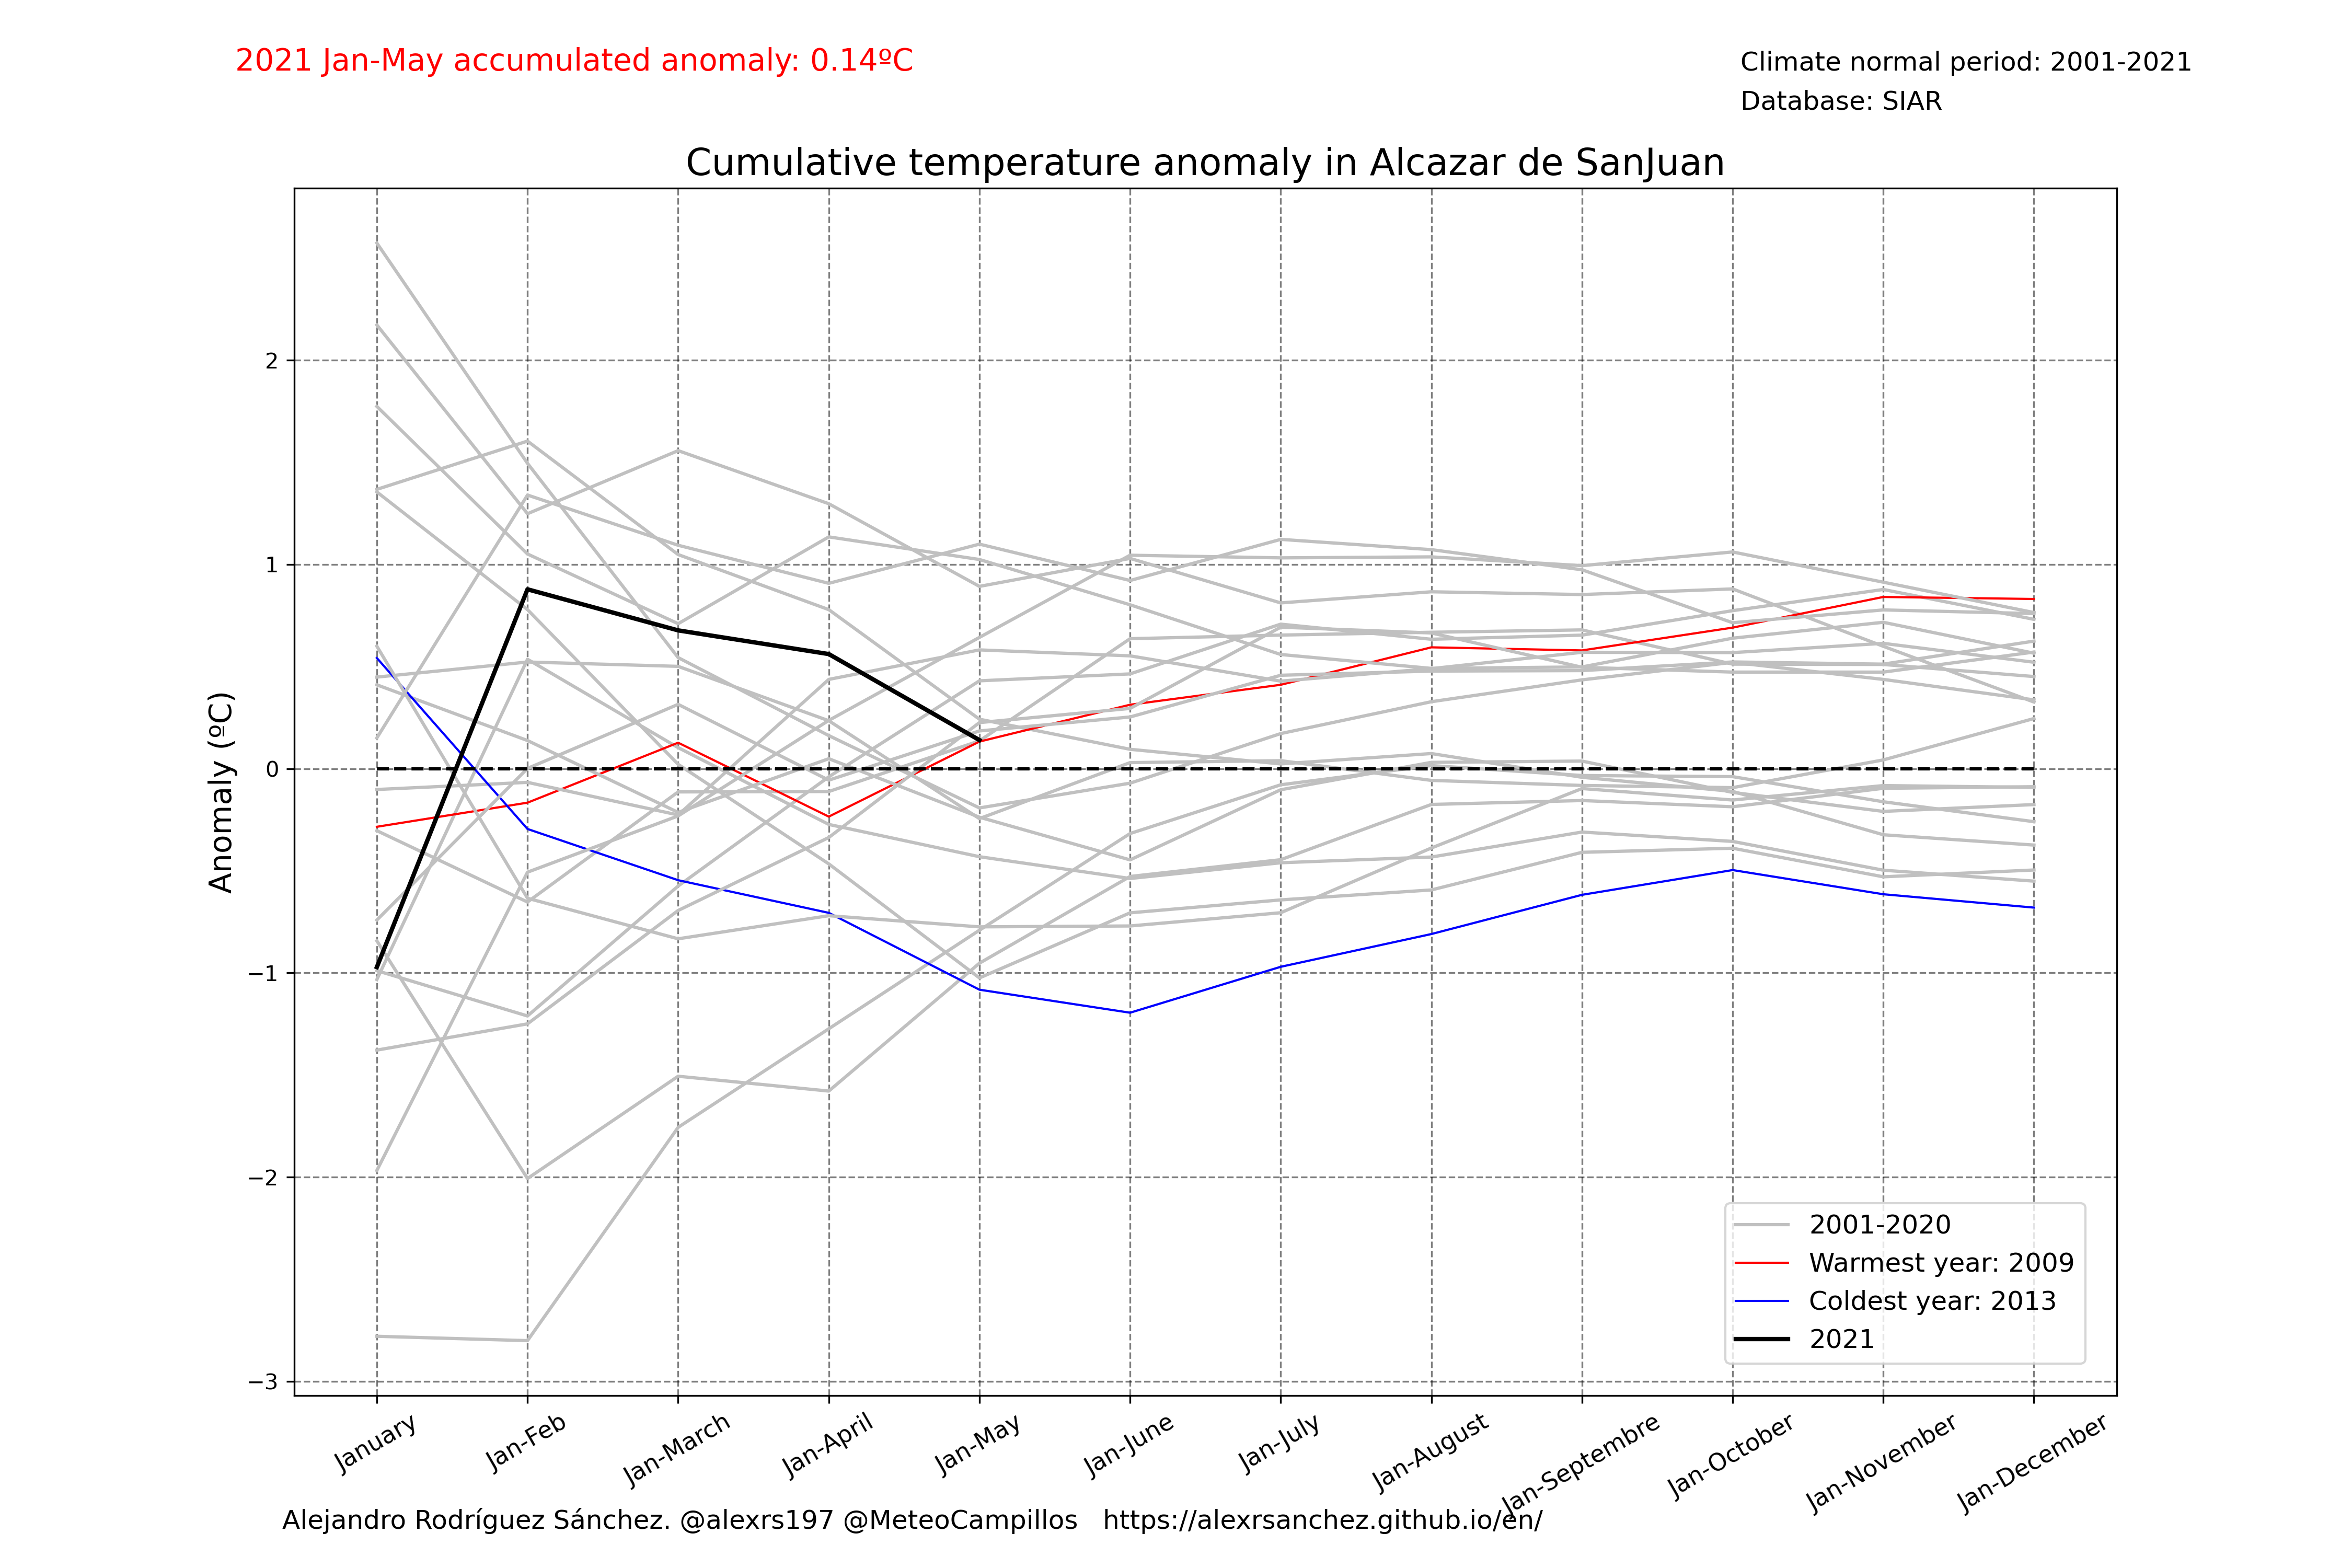 2021 Jan-May accumulated anomaly: 0.14ºC
Climate normal period: 2001-2021
Database: SIAR
Cumulative temperature anomaly in Alcazar de SanJuan
Anomaly (ºC)
2
1
0
−1
−2
−3
2001-2020
Warmest year: 2009
Coldest year: 2013
2021
January
Jan-Feb
Jan-March
Jan-April
Jan-May
Jan-June
Jan-July
Jan-August
Jan-Septembre
Jan-October
Jan-November
Jan-December
Alejandro Rodríguez Sánchez. @alexrs197 @MeteoCampillos   https://alexrsanchez.github.io/en/